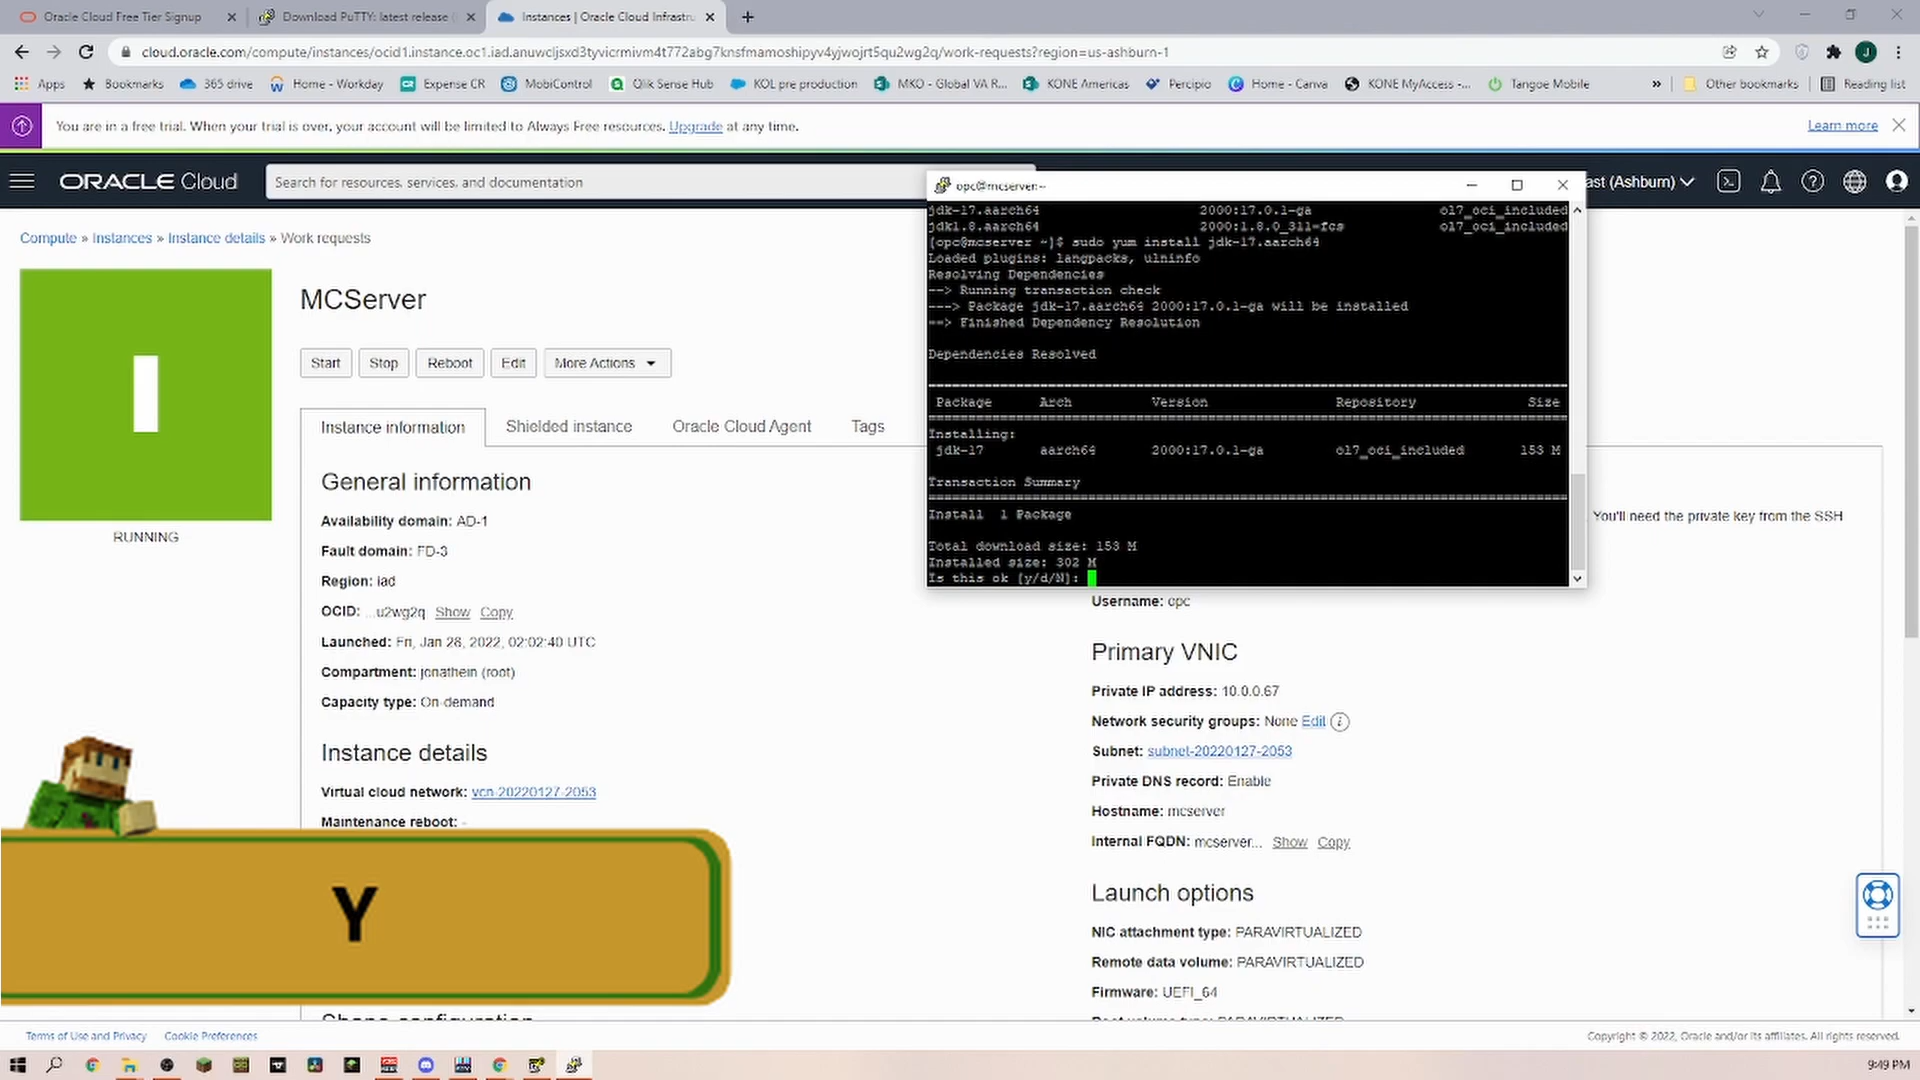 Oracle Cloud Free Tier Signup
Download PuTTY: latest release (
Instances | Oracle Cloud Infrastru
cloud.oracle.com/compute/instances/ocid1.instance.oc1.iad.anuwcljsxd3tyvicrmivm4t772abg7knsfmamoshipyv4yjwojrt5qu2wg2q/work-requests?region=us-ashburn-1
J
Apps
Bookmarks
365 drive
Home - Workday
Expense CR
MobiControl
Qlik Sense Hub
KOL pre production
MKO - Global VA R...
KONE Americas
Percipio
Home - Canva
KONE MyAccess -...
Tangoe Mobile
»
Other bookmarks
Reading list
You are in a free trial. When your trial is over, your account will be limited to Always Free resources. Upgrade at any time.
Learn more
ORACLE Cloud
Search for resources, services, and documentation
ast (Ashburn)
Compute » Instances » Instance details » Work requests
MCServer
RUNNING
Start
Stop
Reboot
Edit
More Actions
Instance information
Shielded instance
Oracle Cloud Agent
Tags
General information
Availability domain: AD-1
Fault domain: FD-3
Region: iad
OCID: ...u2wg2q Show Copy
Launched: Fri, Jan 28, 2022, 02:02:40 UTC
Compartment: jonathein (root)
Capacity type: On-demand
Instance details
Virtual cloud network: vcn-20220127-2053
Maintenance reboot: -
opc@mcserver:~
jdk-17.aarch64 2000:17.0.1-ga ol7_oci_included
jdk1.8.aarch64 2000:1.8.0_311-fcs ol7_oci_included
[opc@mcserver ~]$ sudo yum install jdk-17.aarch64
Loaded plugins: langpacks, ulninfo
Resolving Dependencies
--> Running transaction check
---> Package jdk-17.aarch64 2000:17.0.1-ga will be installed
--> Finished Dependency Resolution
Dependencies Resolved
Package Arch Version Repository Size
Installing:
jdk-17 aarch64 2000:17.0.1-ga ol7_oci_included 153 M
Transaction Summary
Install 1 Package
Total download size: 153 M
Installed size: 302 M
Is this ok [y/d/N]:
You'll need the private key from the SSH
Username: opc
Primary VNIC
Private IP address: 10.0.0.67
Network security groups: None Edit
Subnet: subnet-20220127-2053
Private DNS record: Enable
Hostname: mcserver
Internal FQDN: mcserver... Show Copy
Launch options
NIC attachment type: PARAVIRTUALIZED
Remote data volume: PARAVIRTUALIZED
Firmware: UEFI_64
Y
Terms of Use and Privacy
Cookie Preferences
Copyright © 2022, Oracle and/or its affiliates. All rights reserved.
9:49 PM